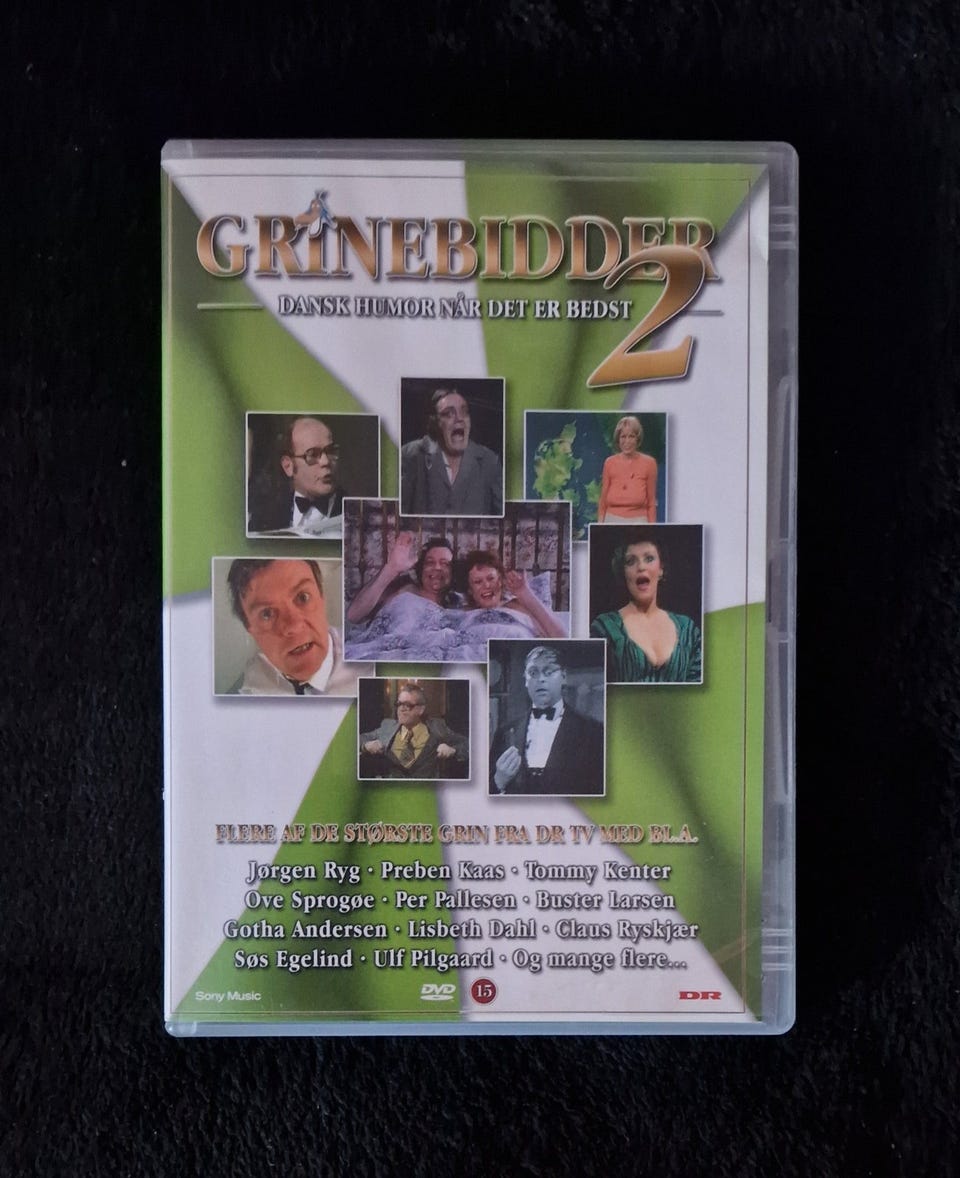 GRINEBIDDER
2
DANSK HUMOR NÅR DET ER BEDST
FLERE AF DE STØRSTE GRIN FRA DR TV MED BL.A.
Jørgen Ryg · Preben Kaas · Tommy Kenter
Ove Sprogøe · Per Pallesen · Buster Larsen
Gotha Andersen · Lisbeth Dahl · Claus Ryskjær
Søs Egelind · Ulf Pilgaard · Og mange flere...
Sony Music DVD 15 DR